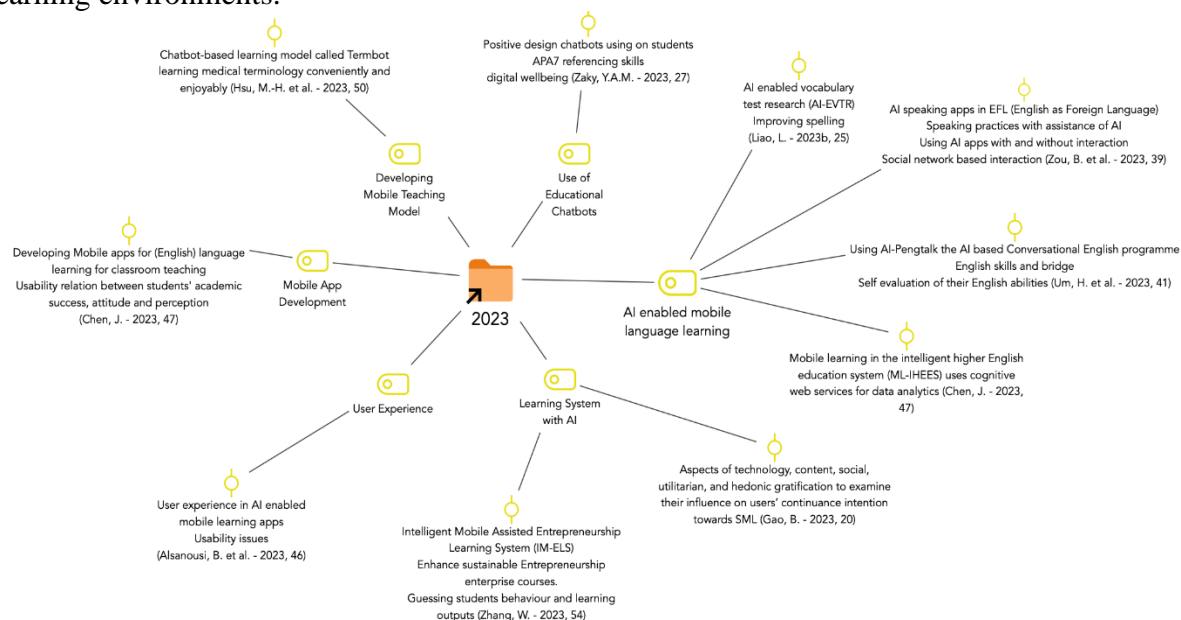 earning environments.
Chatbot-based learning model called Termbot
learning medical terminology conveniently and
enjoyably (Hsu, M.-H. et al. - 2023, 50)
Positive design chatbots using on students
APA7 referencing skills
digital wellbeing (Zaky, Y.A.M. - 2023, 27)
AI enabled vocabulary
test research (AI-EVTR)
Improving spelling
(Liao, L. - 2023b, 25)
AI speaking apps in EFL (English as Foreign Language)
Speaking practices with assistance of AI
Using AI apps with and without interaction
Social network based interaction (Zou, B. et al. - 2023, 39)
Developing
Mobile Teaching
Model
Use of
Educational
Chatbots
Developing Mobile apps for (English) language
learning for classroom teaching
Usability relation between students' academic
success, attitude and perception
(Chen, J. - 2023, 47)
Mobile App
Development
2023
AI enabled mobile
language learning
Using AI-Pengtalk the AI based Conversational English programme
English skills and bridge
Self evaluation of their English abilities (Um, H. et al. - 2023, 41)
Mobile learning in the intelligent higher English
education system (ML-IHEES) uses cognitive
web services for data analytics (Chen, J. - 2023,
47)
User Experience
Learning System
with AI
Aspects of technology, content, social,
utilitarian, and hedonic gratification to examine
their influence on users' continuance intention
towards SML (Gao, B. - 2023, 20)
User experience in AI enabled
mobile learning apps
Usability issues
(Alsanousi, B. et al - 2023, 46)
Intelligent Mobile Assisted Entrepreneurship
Learning System (IM-ELS)
Enhance sustainable Entrepreneurship
enterprise courses.
Guessing students behaviour and learning
outputs (Zhang, W. - 2023, 54)